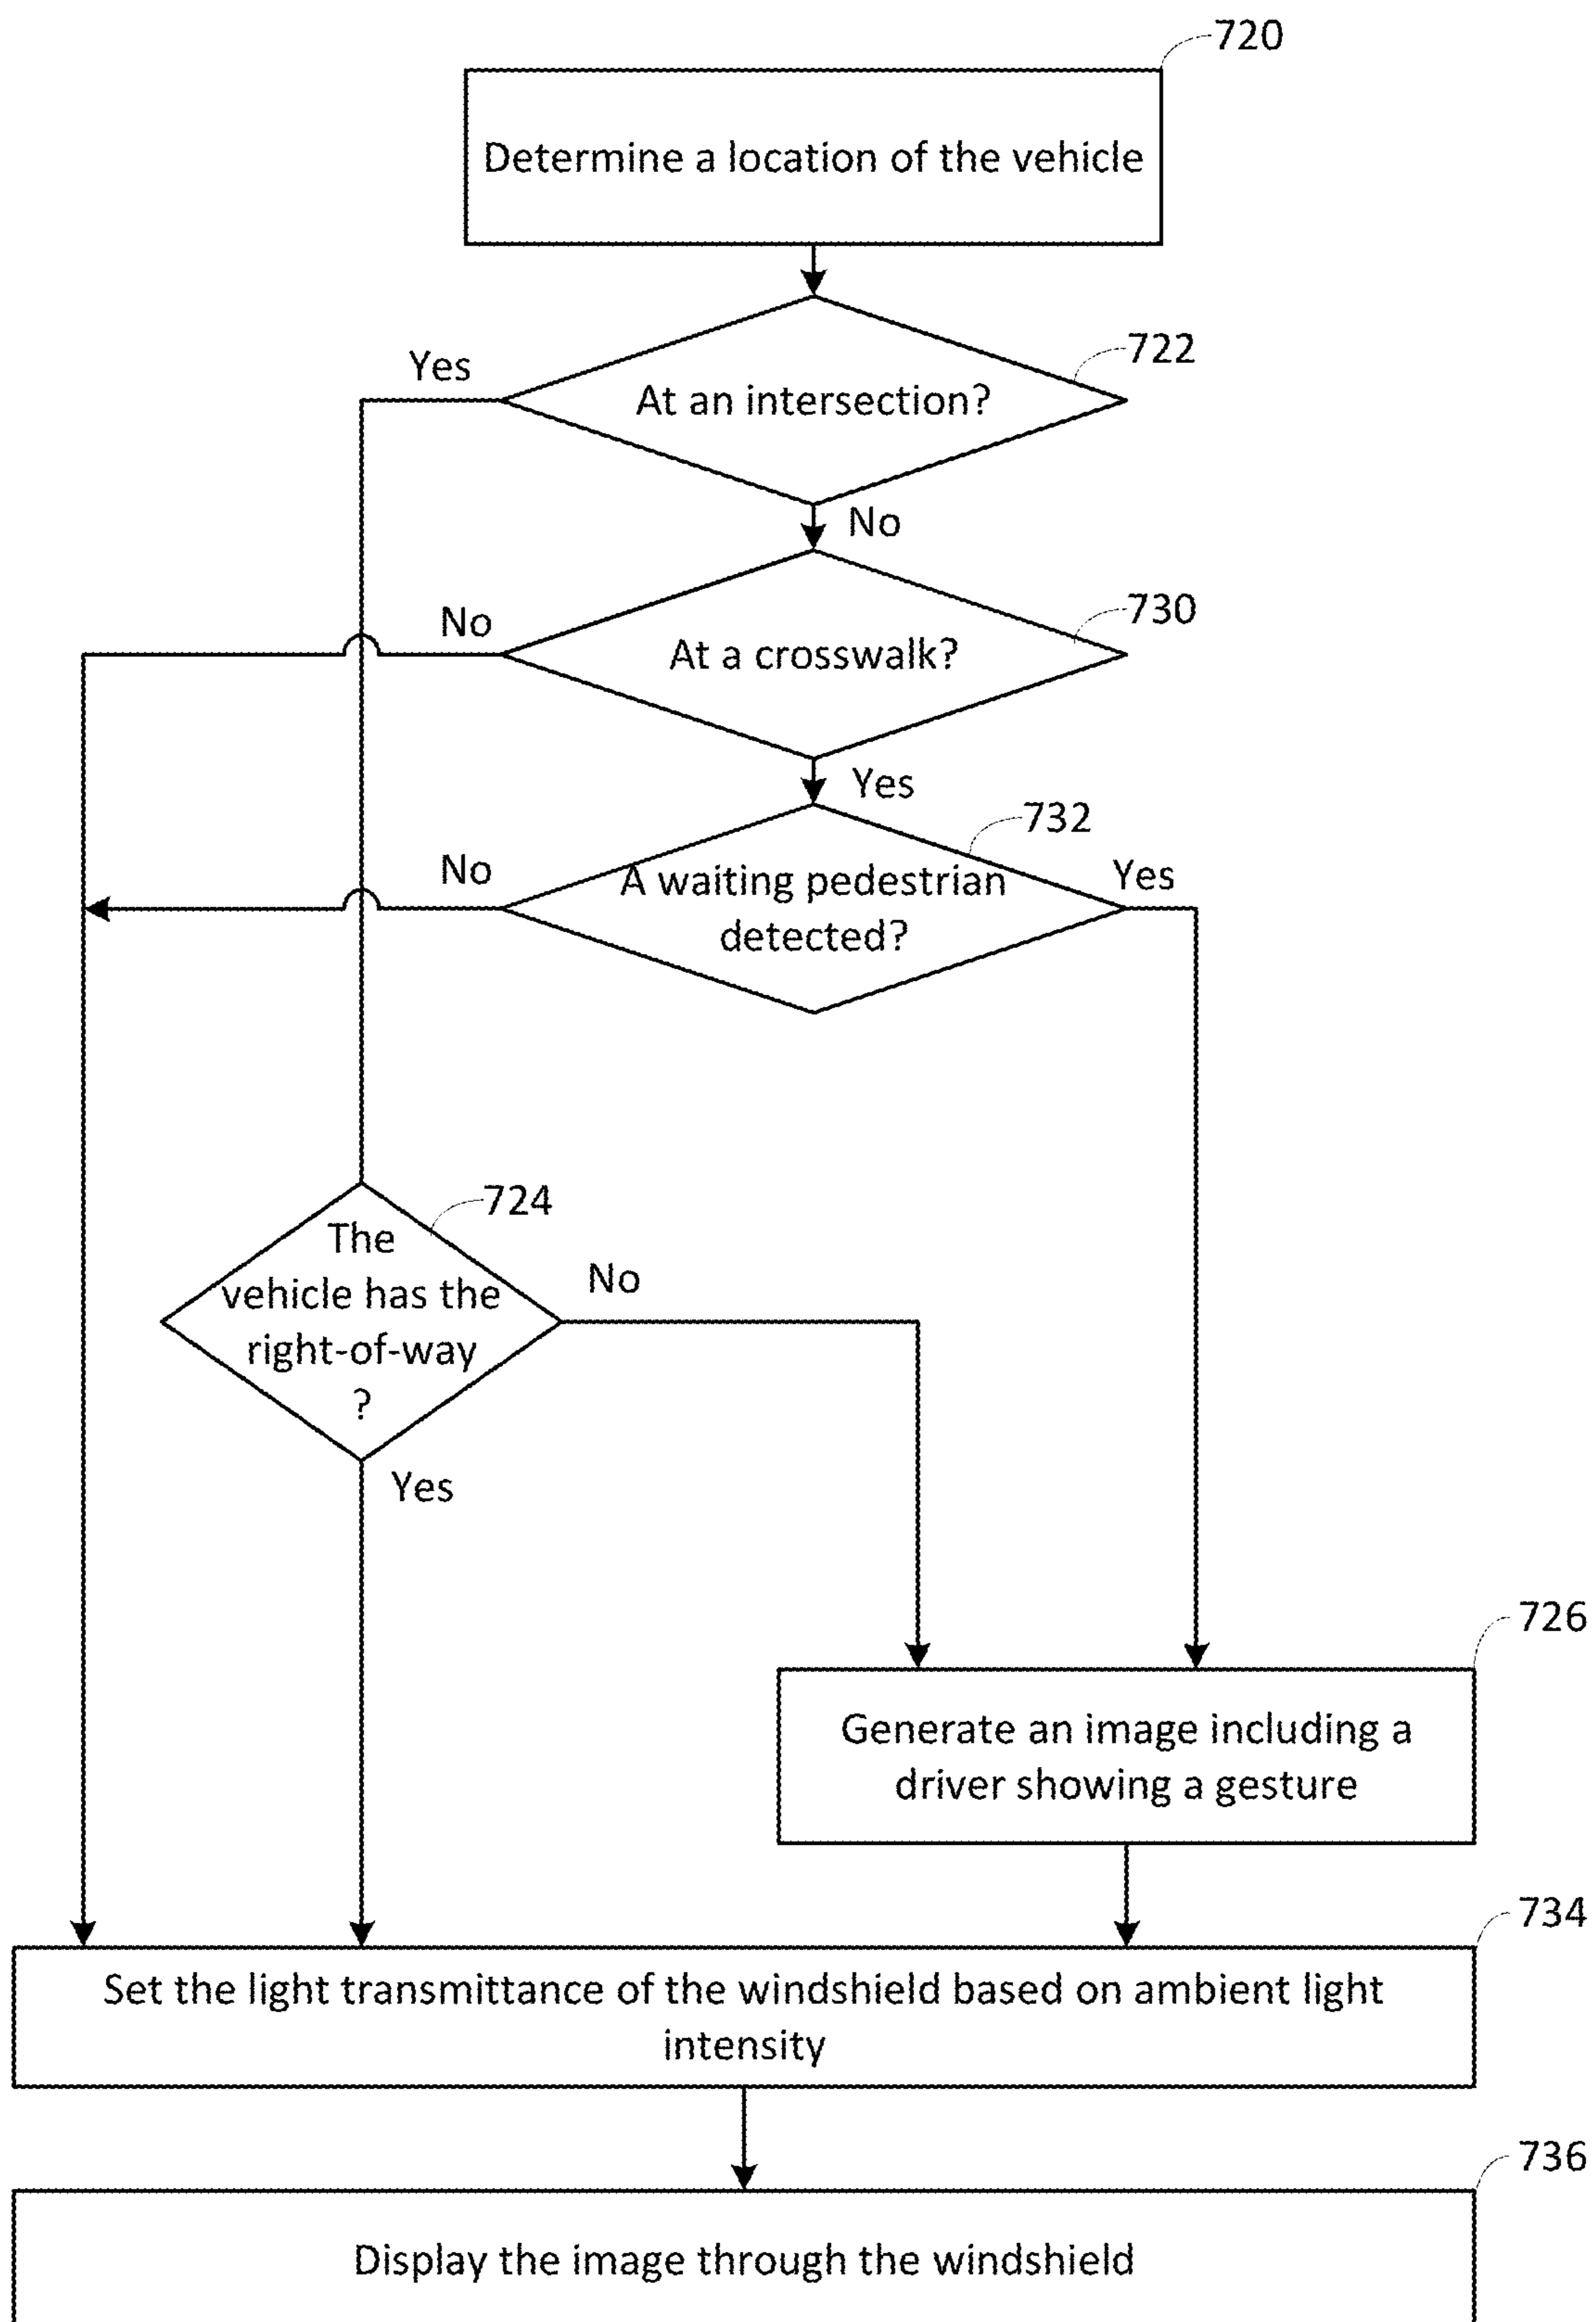 720
Determine a location of the vehicle
722
Yes
At an intersection?
No
730
No
At a crosswalk?
Yes
732
No
A waiting pedestrian
detected?
Yes
724
The
vehicle has the
right-of-way
?
No
Yes
726
Generate an image including a
driver showing a gesture
734
Set the light transmittance of the windshield based on ambient light
intensity
736
Display the image through the windshield